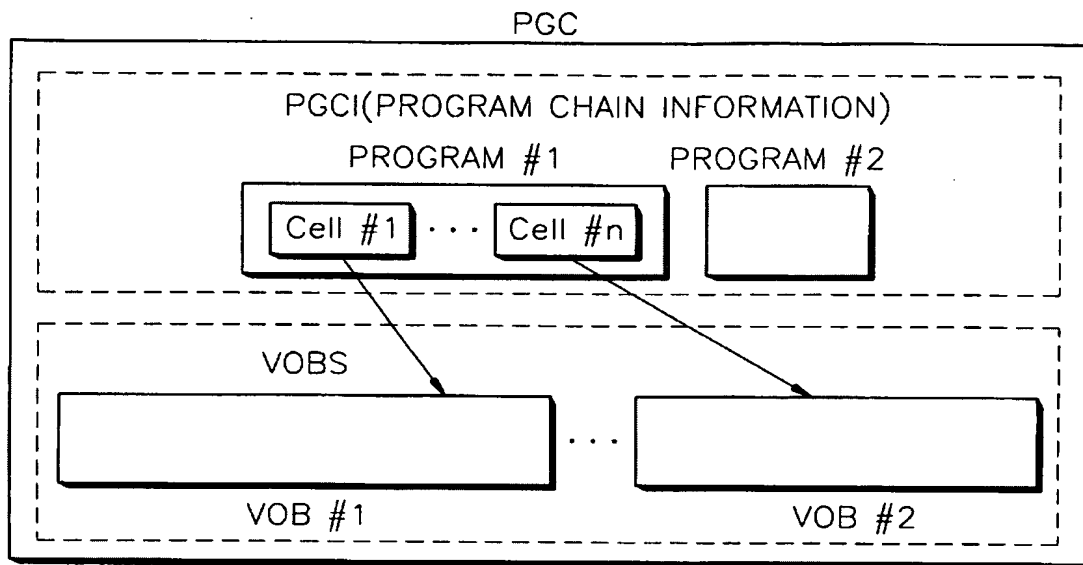 PGC
PGCI(PROGRAM CHAIN INFORMATION)
PROGRAM #1 PROGRAM #2
Cell #1 ··· Cell #n
VOBS
···
VOB #1 VOB #2